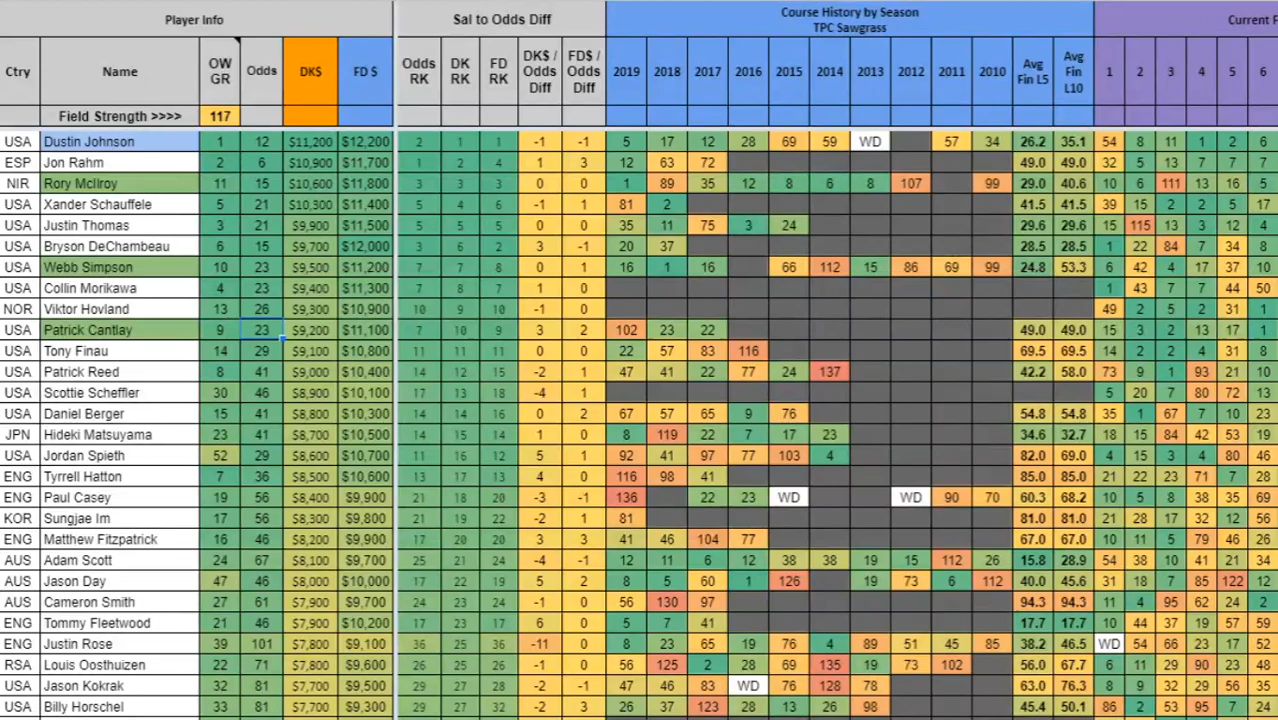 Player Info Sal to Odds Diff Course History by Season TPC Sawgrass Current F
Ctry Name OW GR Odds DK$ FD $ Odds RK DK RK FD RK DK$ / Odds Diff FD$ / Odds Diff 2019 2018 2017 2016 2015 2014 2013 2012 2011 2010 Avg Fin L5 Avg Fin L10 1 2 3 4 5 6
Field Strength >>>> 117
USA Dustin Johnson 1 12 $11,200 $12,200 2 1 1 -1 -1 5 17 12 28 69 59 WD 57 34 26.2 35.1 54 8 11 1 2 6
ESP Jon Rahm 2 6 $10,900 $11,700 1 2 4 1 3 12 63 72 49.0 49.0 32 5 13 7 7 7
NIR Rory McIlroy 11 15 $10,600 $11,800 3 3 3 0 0 1 89 35 12 8 6 8 107 99 29.0 40.6 10 6 111 13 16 5
USA Xander Schauffele 5 21 $10,300 $11,400 5 4 6 -1 1 81 2 41.5 41.5 39 15 2 2 5 17
USA Justin Thomas 3 21 $9,900 $11,500 5 5 5 0 0 35 11 75 3 24 29.6 29.6 15 115 13 3 12 4
USA Bryson DeChambeau 6 15 $9,700 $12,000 3 6 2 3 -1 20 37 28.5 28.5 1 22 84 7 34 8
USA Webb Simpson 10 23 $9,500 $11,200 7 7 8 0 1 16 1 16 66 112 15 86 69 99 24.8 53.3 6 42 4 17 37 10
USA Collin Morikawa 4 23 $9,400 $11,300 7 8 7 1 0 1 43 7 7 44 50
NOR Viktor Hovland 13 26 $9,300 $10,900 10 9 10 -1 0 49 2 5 2 31 1
USA Patrick Cantlay 9 23 $9,200 $11,100 7 10 9 3 2 102 23 22 49.0 49.0 15 3 2 13 17 1
USA Tony Finau 14 29 $9,100 $10,800 11 11 11 0 0 22 57 83 116 69.5 69.5 14 2 2 4 31 8
USA Patrick Reed 8 41 $9,000 $10,400 14 12 15 -2 1 47 41 22 77 24 137 42.2 58.0 73 9 1 93 21 10
USA Scottie Scheffler 30 46 $8,900 $10,100 17 13 18 -4 1 5 20 7 80 72 13
USA Daniel Berger 15 41 $8,800 $10,300 14 14 16 0 2 67 57 65 9 76 54.8 54.8 35 1 67 7 10 23
JPN Hideki Matsuyama 23 41 $8,700 $10,500 14 15 14 1 0 8 119 22 7 17 23 34.6 32.7 18 15 84 42 53 19
USA Jordan Spieth 52 29 $8,600 $10,700 11 16 12 5 1 92 41 97 77 103 4 82.0 69.0 4 15 3 4 80 46
ENG Tyrrell Hatton 7 36 $8,500 $10,600 13 17 13 4 0 116 98 41 85.0 85.0 21 22 23 71 7 28
ENG Paul Casey 19 56 $8,400 $9,900 21 18 20 -3 -1 136 22 23 WD WD 90 70 60.3 68.2 10 5 8 38 35 69
KOR Sungjae Im 17 56 $8,300 $9,800 21 19 22 -2 1 81 81.0 81.0 21 28 17 32 12 56
ENG Matthew Fitzpatrick 16 46 $8,200 $9,900 17 20 20 3 3 41 46 104 77 67.0 67.0 10 11 5 79 46 26
AUS Adam Scott 24 67 $8,100 $9,700 25 21 24 -4 -1 12 11 6 12 38 38 19 15 112 26 15.8 28.9 54 38 10 41 21 34
AUS Jason Day 47 46 $8,000 $10,000 17 22 19 5 2 8 5 60 1 126 19 73 6 112 40.0 45.6 31 18 7 85 122 12
AUS Cameron Smith 27 61 $7,900 $9,700 24 23 24 -1 0 56 130 97 94.3 94.3 11 4 95 62 24 2
ENG Tommy Fleetwood 21 46 $7,900 $10,200 17 23 17 6 0 5 7 41 17.7 17.7 10 44 37 19 57 59
ENG Justin Rose 39 101 $7,800 $9,100 36 25 35 -11 0 8 23 65 19 76 4 89 51 45 85 38.2 46.5 WD 54 66 23 17 52
RSA Louis Oosthuizen 22 71 $7,800 $9,600 26 25 26 -1 0 56 125 2 28 69 135 19 73 102 56.0 67.7 6 11 29 90 23 48
USA Jason Kokrak 32 81 $7,700 $9,500 29 27 28 -2 -1 47 46 83 WD 76 128 78 63.0 76.3 8 9 32 53 56 35
USA Billy Horschel 33 81 $7,700 $9,300 29 27 32 -2 3 26 37 123 28 13 26 98 45.4 50.1 86 2 53 95 7 24